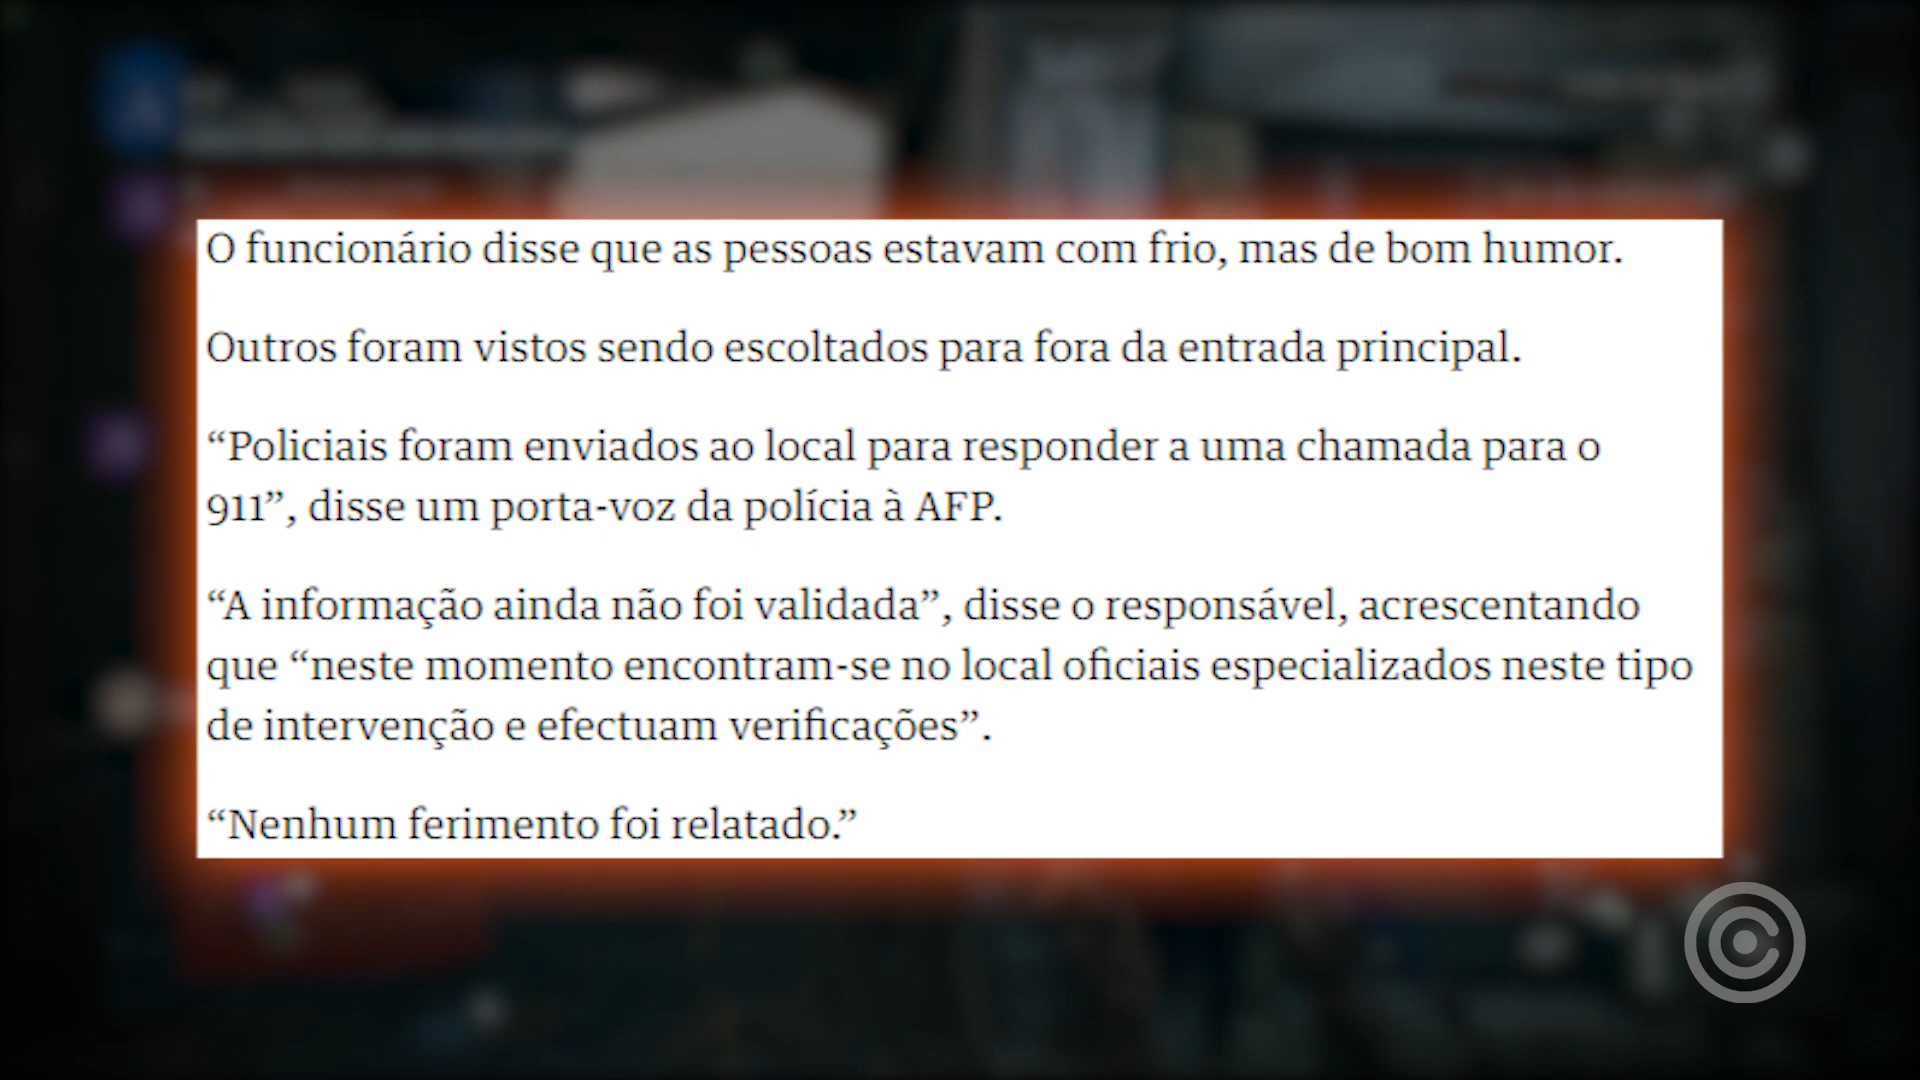 O funcionário disse que as pessoas estavam com frio, mas de bom humor.
Outros foram vistos sendo escoltados para fora da entrada principal.
“Policiais foram enviados ao local para responder a uma chamada para o
911”, disse um porta-voz da polícia à AFP.
“A informação ainda não foi validada”, disse o responsável, acrescentando
que “neste momento encontram-se no local oficiais especializados neste tipo
de intervenção e efectuam verificações”.
“Nenhum ferimento foi relatado.”